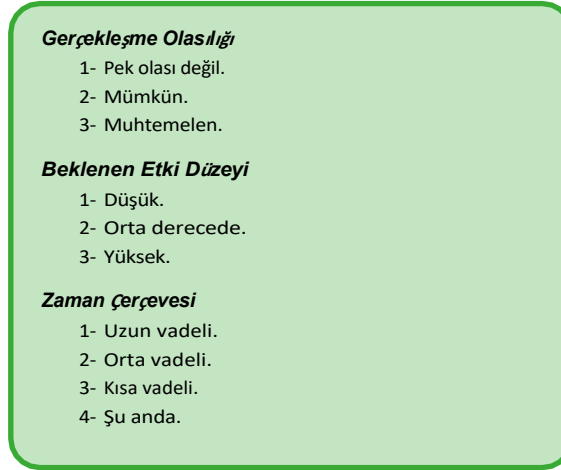 Gerçekleşme Olasılığı
1- Pek olası değil.
2- Mümkün.
3- Muhtemelen.
Beklenen Etki Düzeyi
1- Düşük.
2- Orta derecede.
3- Yüksek.
Zaman Çerçevesi
1- Uzun vadeli.
2- Orta vadeli.
3- Kısa vadeli.
4- Şu anda.